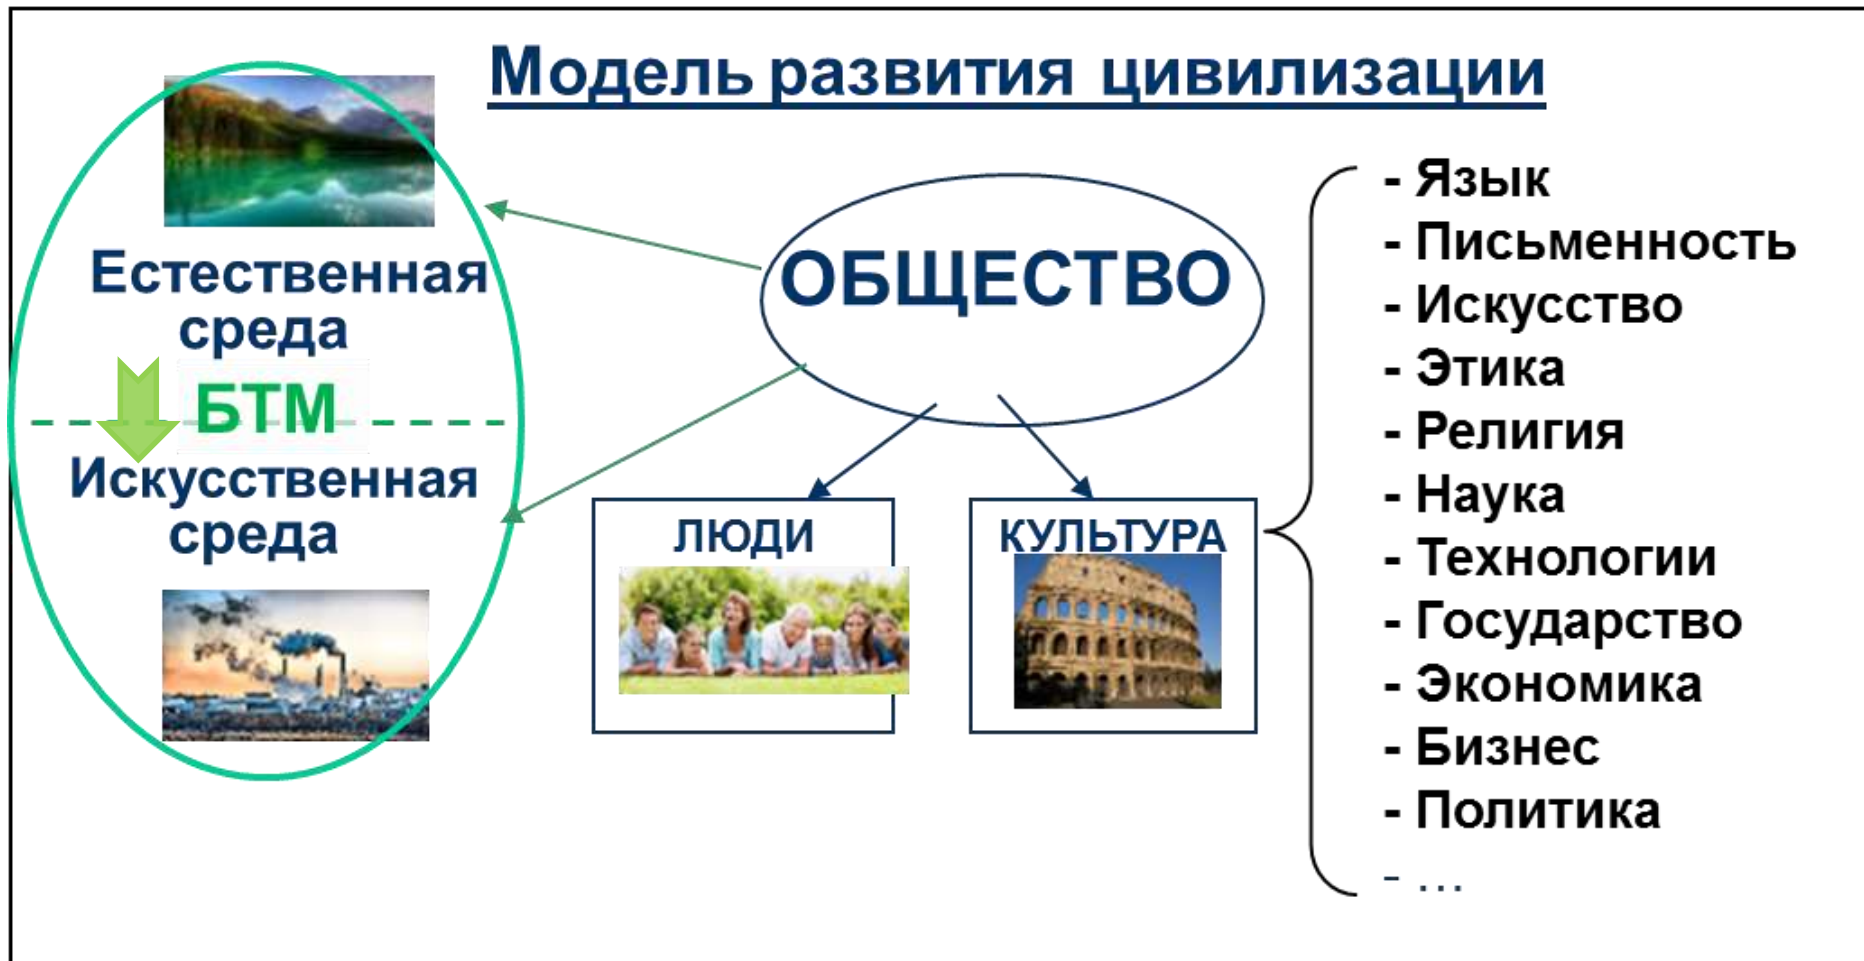 Модель развития цивилизации
Естественная
среда
БТМ
Искусственная
среда
ОБЩЕСТВО
ЛЮДИ
КУЛЬТУРА
- Язык
- Письменность
- Искусство
- Этика
- Религия
- Наука
- Технологии
- Государство
- Экономика
- Бизнес
- Политика
- ...